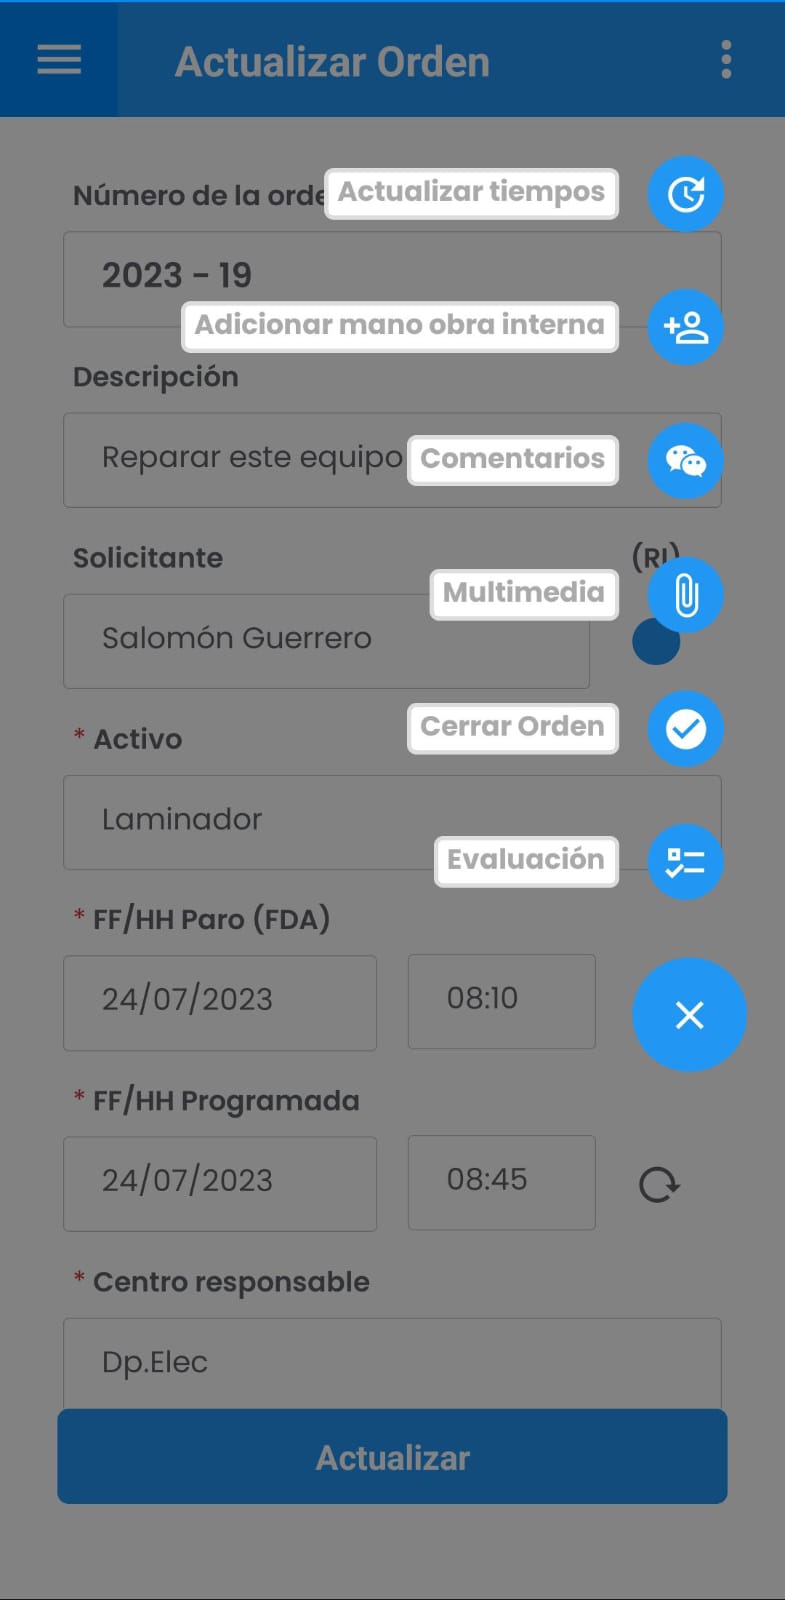 Actualizar Orden
Número de la orde
Actualizar tiempos
2023 - 19
Adicionar mano obra interna
Descripción
Reparar este equipo
Comentarios
Solicitante
(RI)
Multimedia
Salomón Guerrero
* Activo
Cerrar Orden
Laminador
Evaluación
* FF/HH Paro (FDA)
24/07/2023
08:10
* FF/HH Programada
24/07/2023
08:45
* Centro responsable
Dp.Elec
Actualizar